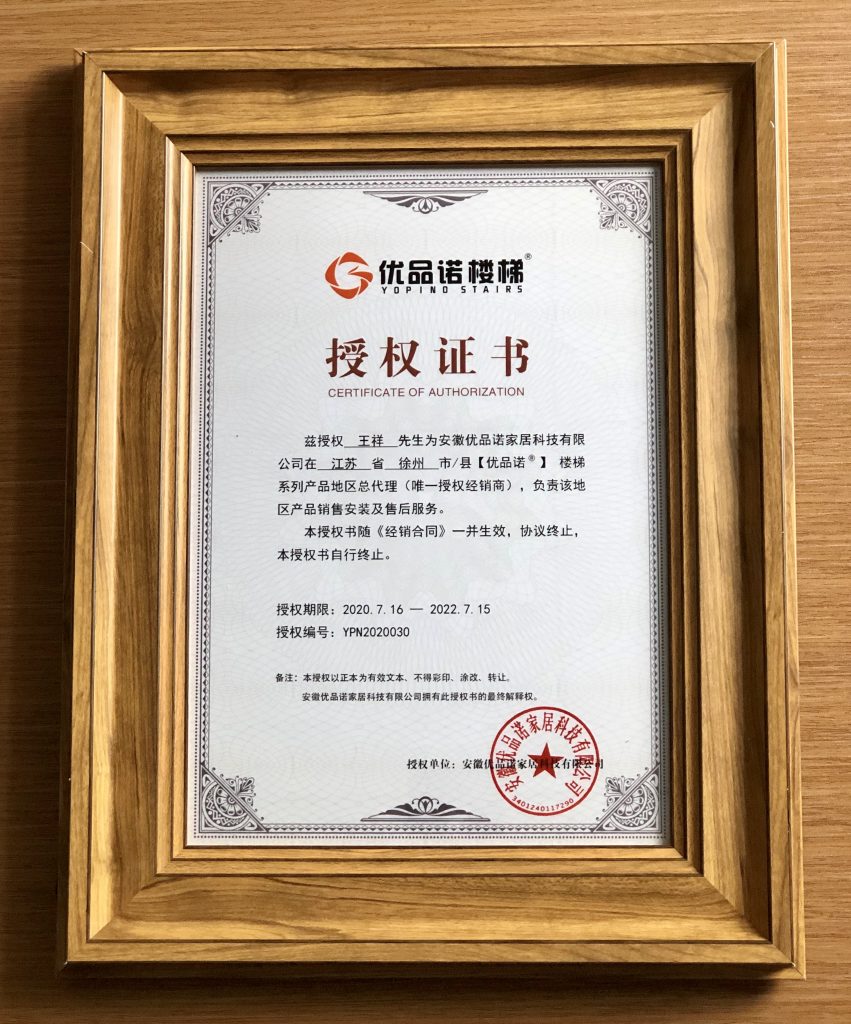 优品诺楼梯®
YOPINO STAIRS
授权证书
CERTIFICATE OF AUTHORIZATION
兹授权 王祥 先生为安徽优品诺家居科技有限
公司在 江苏 省 徐州 市/县【优品诺®】楼梯
系列产品地区总代理（唯一授权经销商），负责该地
区产品销售安装及售后服务。
本授权书随《经销合同》一并生效，协议终止，
本授权书自行终止。
授权期限：2020.7.16 — 2022.7.15
授权编号：YPN2020030
备注：本授权以正本为有效文本、不得彩印、涂改、转让。
安徽优品诺家居科技有限公司拥有此授权书的最终解释权。
授权单位：安徽优品诺家居科技有限公司
安徽优品诺家居科技有限公司
3401240117290